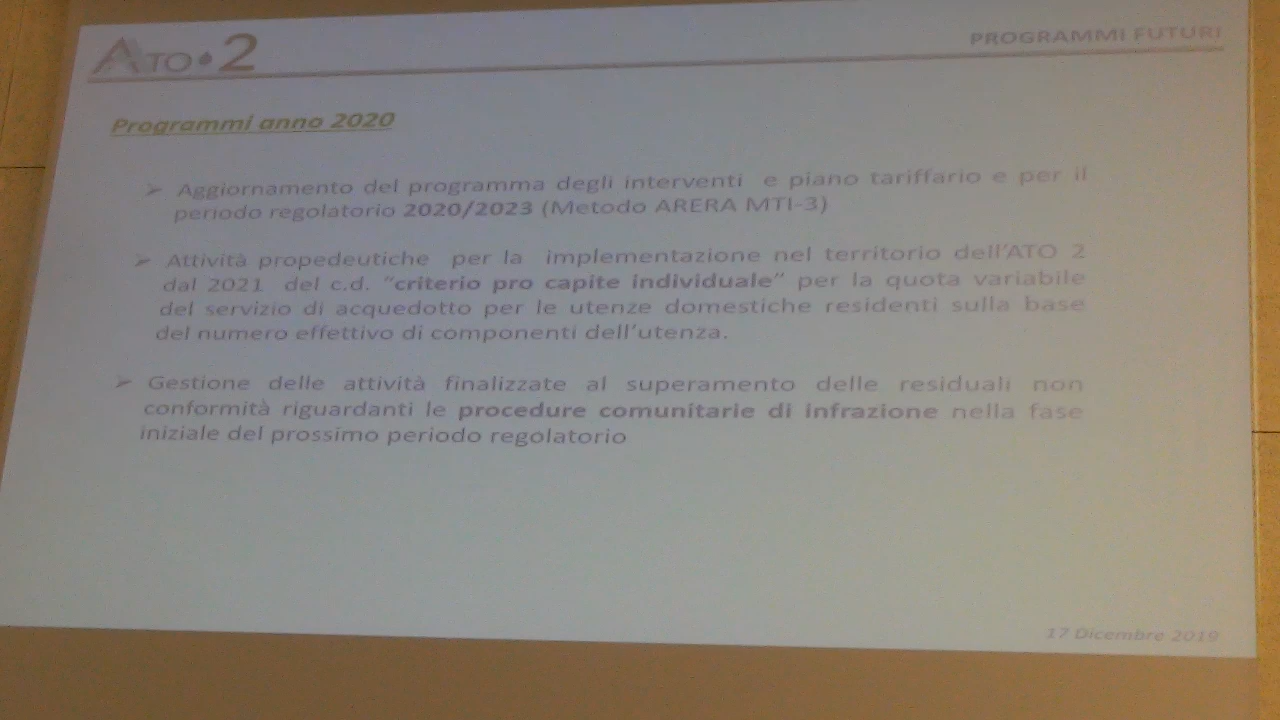 ATO•2
PROGRAMMI FUTURI
Programmi anno 2020
➢ Aggiornamento del programma degli interventi e piano tariffario e per il
periodo regolatorio 2020/2023 (Metodo ARERA MTI-3)
➢ Attività propedeutiche per la implementazione nel territorio dell'ATO 2
dal 2021 del c.d. “criterio pro capite individuale” per la quota variabile
del servizio di acquedotto per le utenze domestiche residenti sulla base
del numero effettivo di componenti dell'utenza.
➢ Gestione delle attività finalizzate al superamento delle residuali non
conformità riguardanti le procedure comunitarie di infrazione nella fase
iniziale del prossimo periodo regolatorio
17 Dicembre 2019